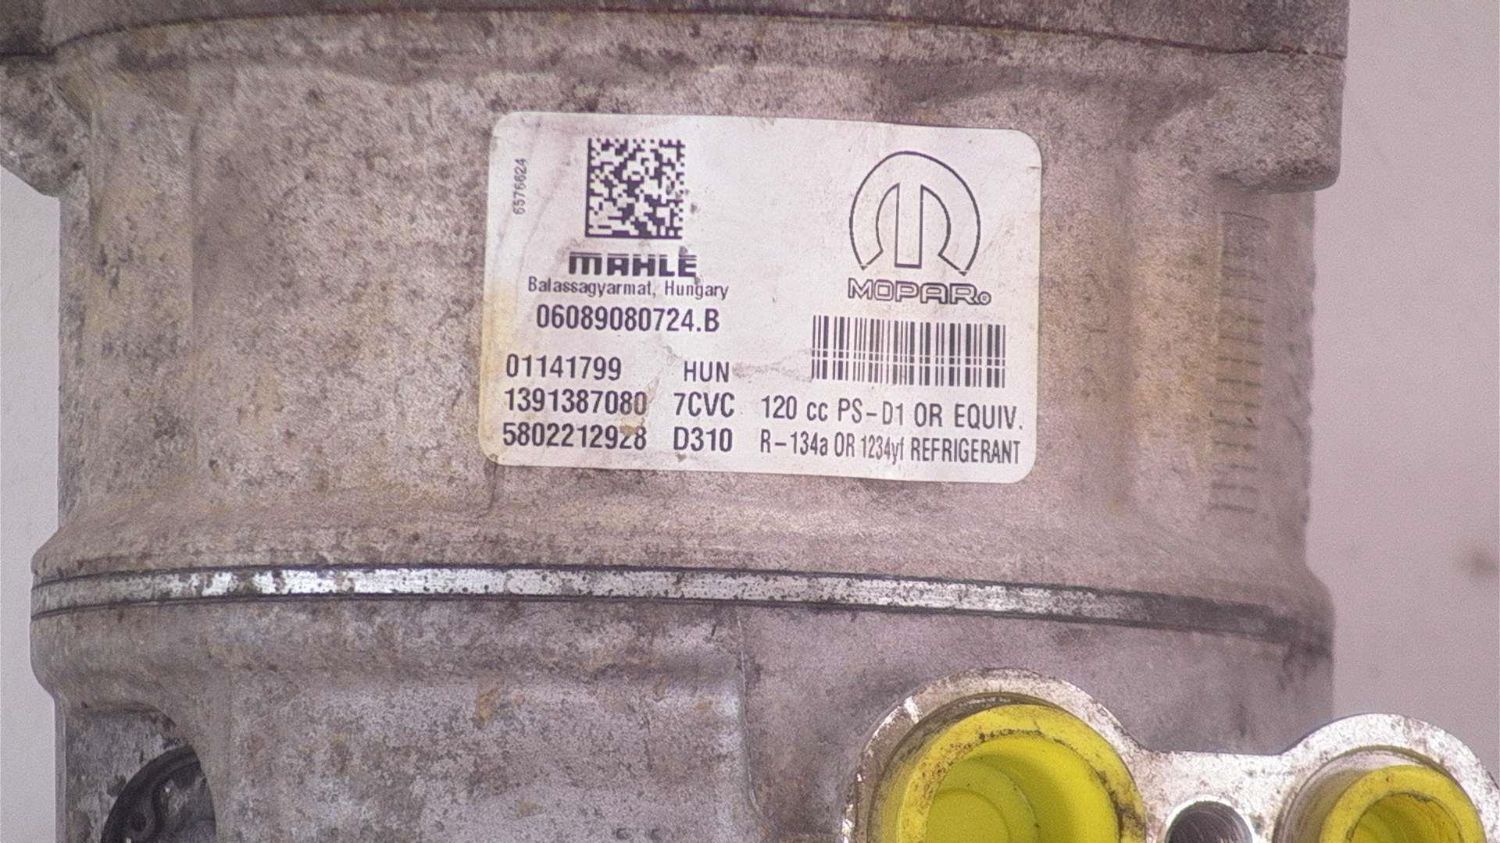 6576624
MAHLE
Balassagyarmat, Hungary
06089080724.B
MOPAR®
01141799 HUN
1391387080 7CVC 120 cc PS-D1 OR EQUIV.
5802212928 D310 R-134a OR 1234yf REFRIGERANT